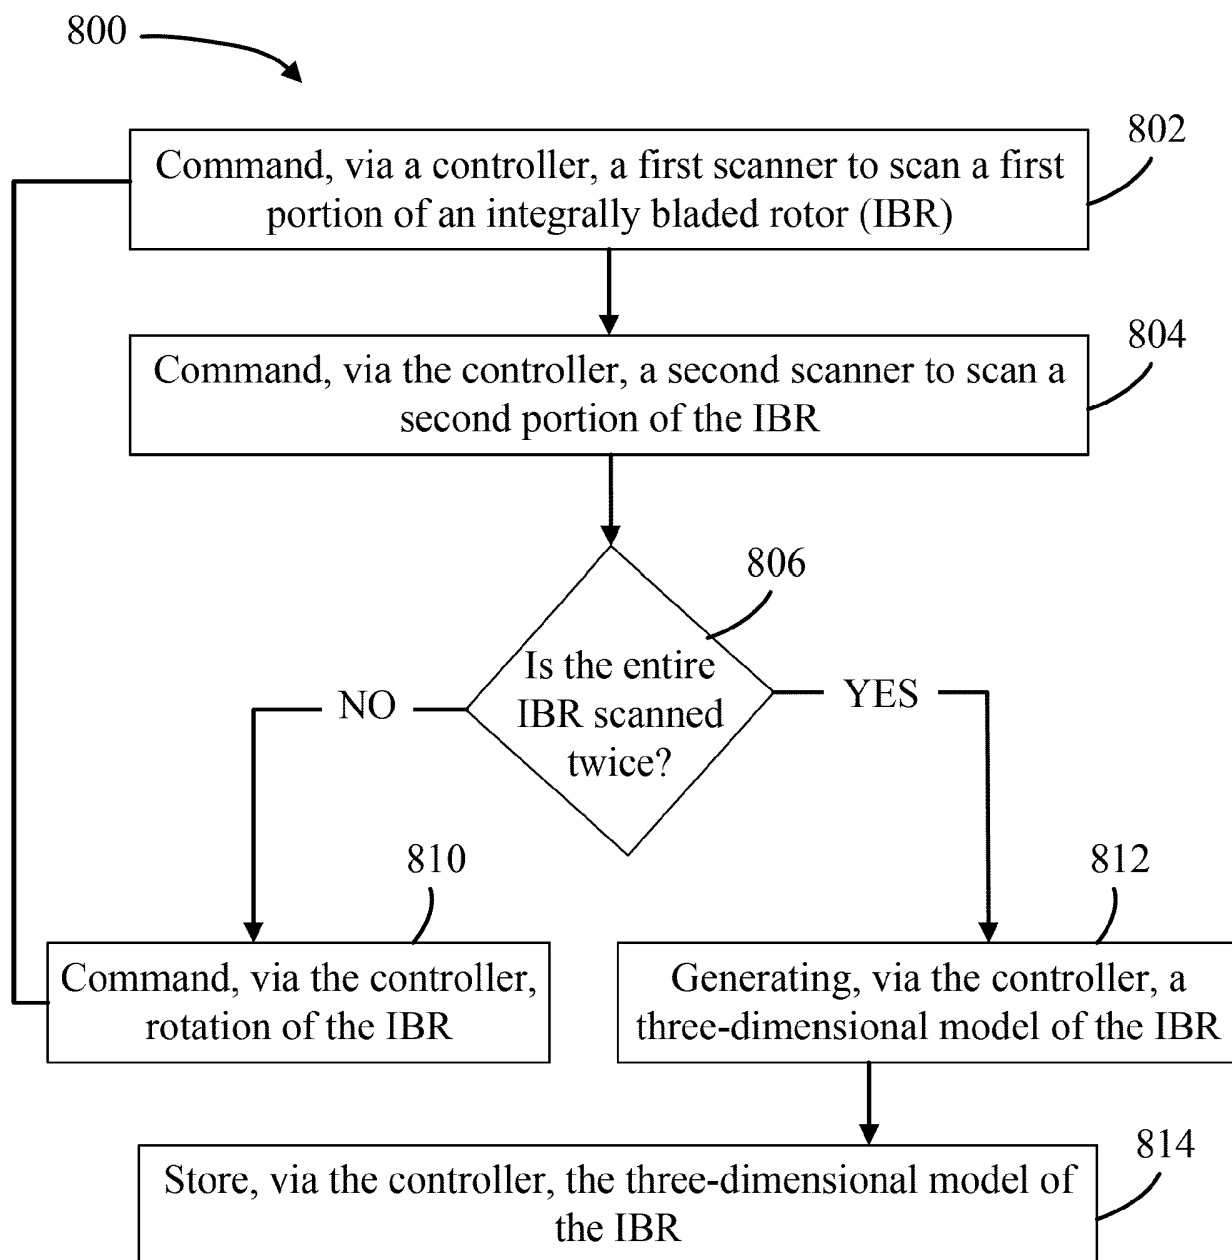 800
802
Command, via a controller, a first scanner to scan a first
portion of an integrally bladed rotor (IBR)
804
Command, via the controller, a second scanner to scan a
second portion of the IBR
806
Is the entire
IBR scanned
twice?
NO
YES
810
812
Command, via the controller,
rotation of the IBR
Generating, via the controller, a
three-dimensional model of the IBR
814
Store, via the controller, the three-dimensional model of
the IBR